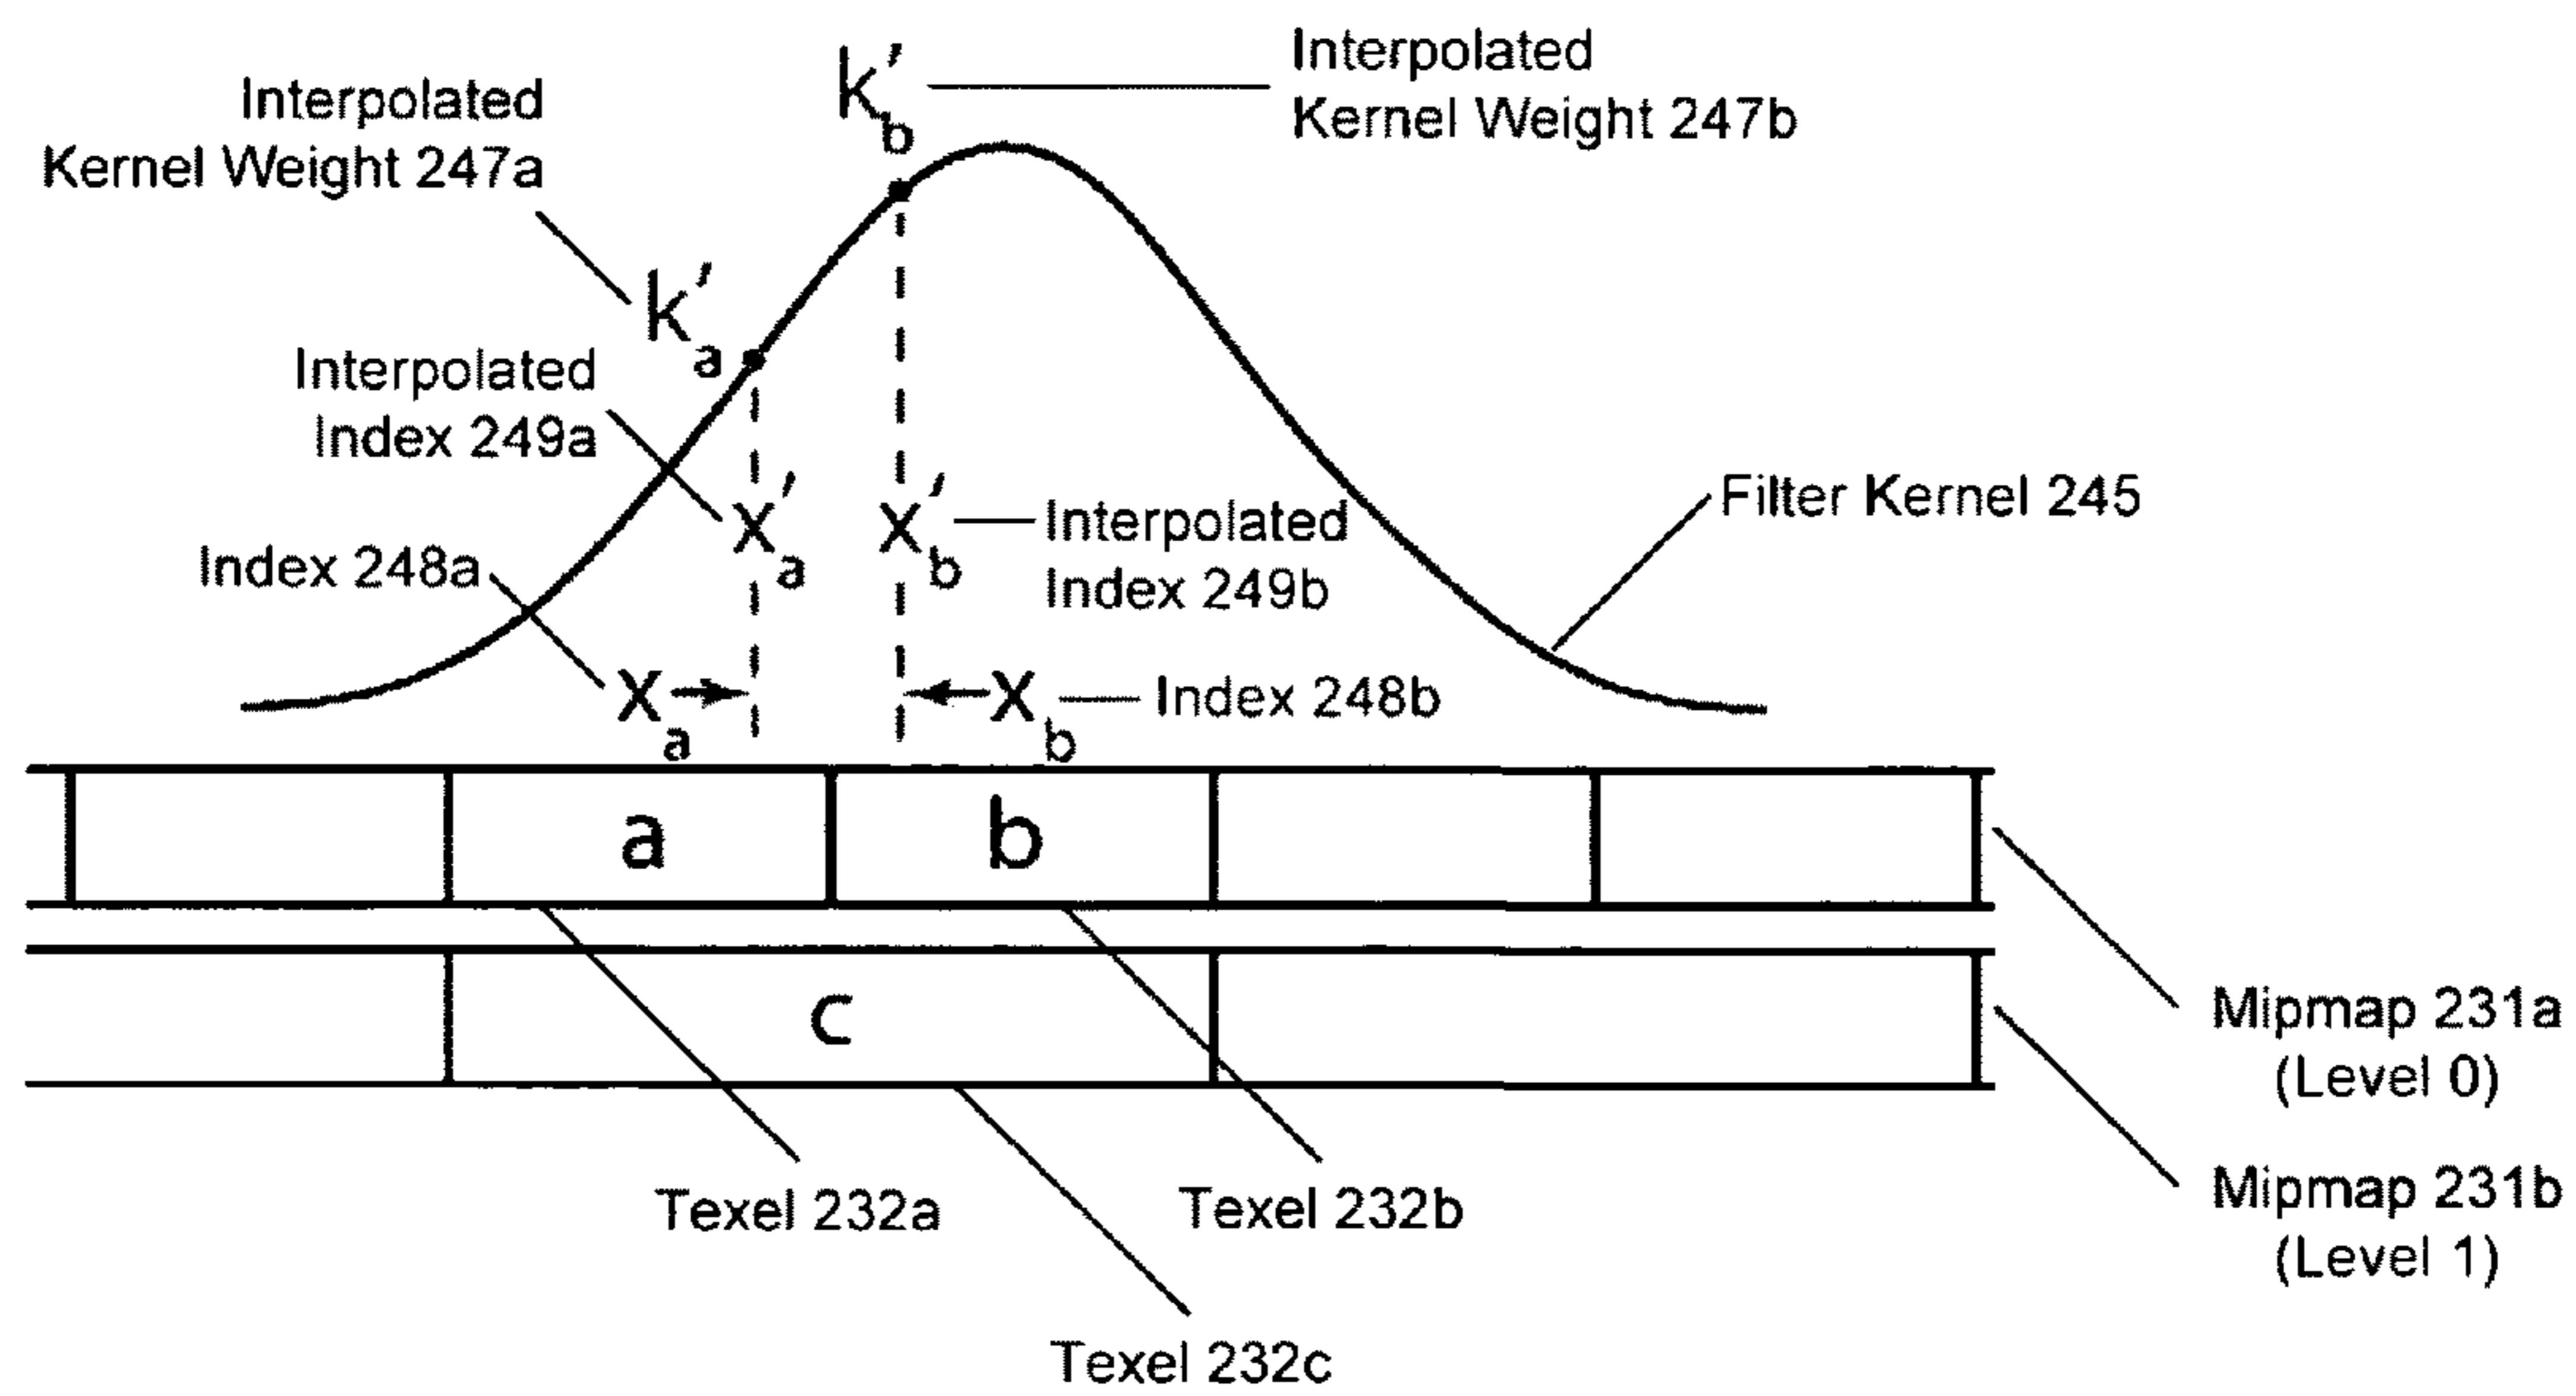 Interpolated
Kernel Weight 247a
k'b
Interpolated
Kernel Weight 247b
k'a
Interpolated
Index 249a
x'a
x'b
Interpolated
Index 249b
Filter Kernel 245
Index 248a
xa
xb
Index 248b
a
b
c
Mipmap 231a
(Level 0)
Mipmap 231b
(Level 1)
Texel 232a
Texel 232b
Texel 232c